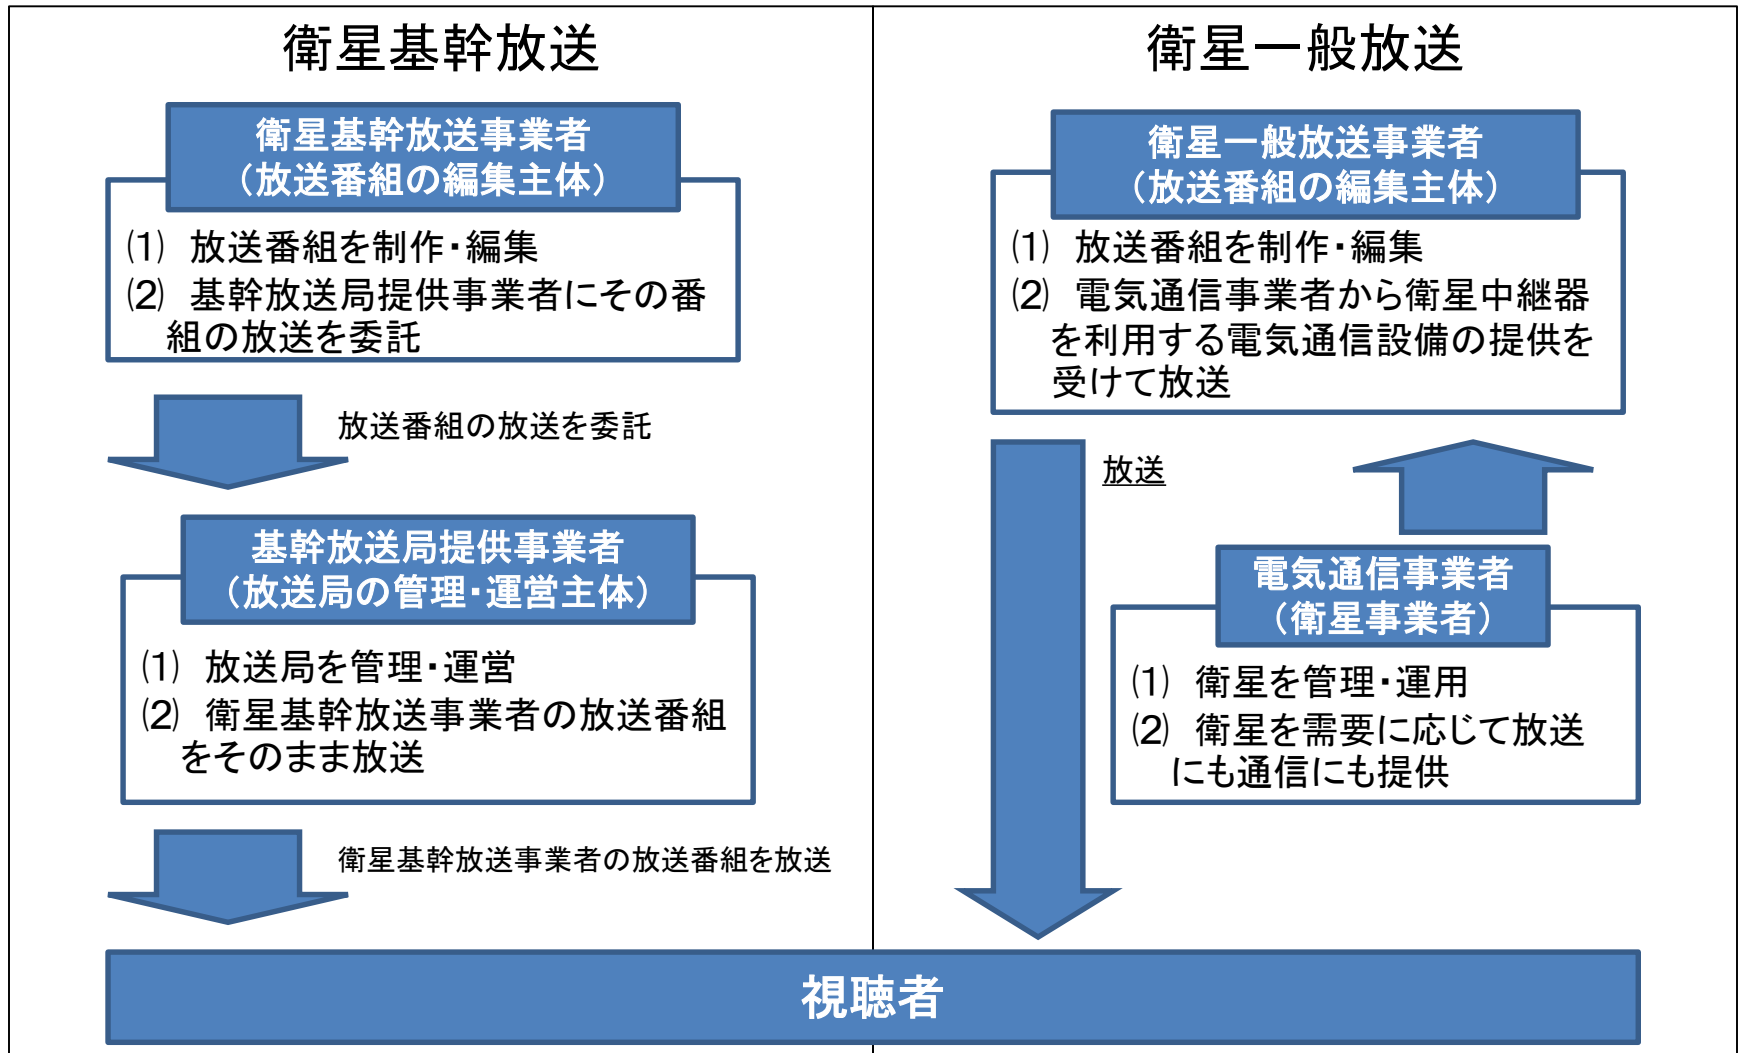 衛星基幹放送
衛星基幹放送事業者
（放送番組の編集主体）
⑴ 放送番組を制作・編集
⑵ 基幹放送局提供事業者にその番
組の放送を委託
放送番組の放送を委託
基幹放送局提供事業者
（放送局の管理・運営主体）
⑴ 放送局を管理・運営
⑵ 衛星基幹放送事業者の放送番組
をそのまま放送
衛星基幹放送事業者の放送番組を放送
衛星一般放送
衛星一般放送事業者
（放送番組の編集主体）
⑴ 放送番組を制作・編集
⑵ 電気通信事業者から衛星中継器
を利用する電気通信設備の提供を
受けて放送
放送
電気通信事業者
（衛星事業者）
⑴ 衛星を管理・運用
⑵ 衛星を需要に応じて放送
にも通信にも提供
視聴者